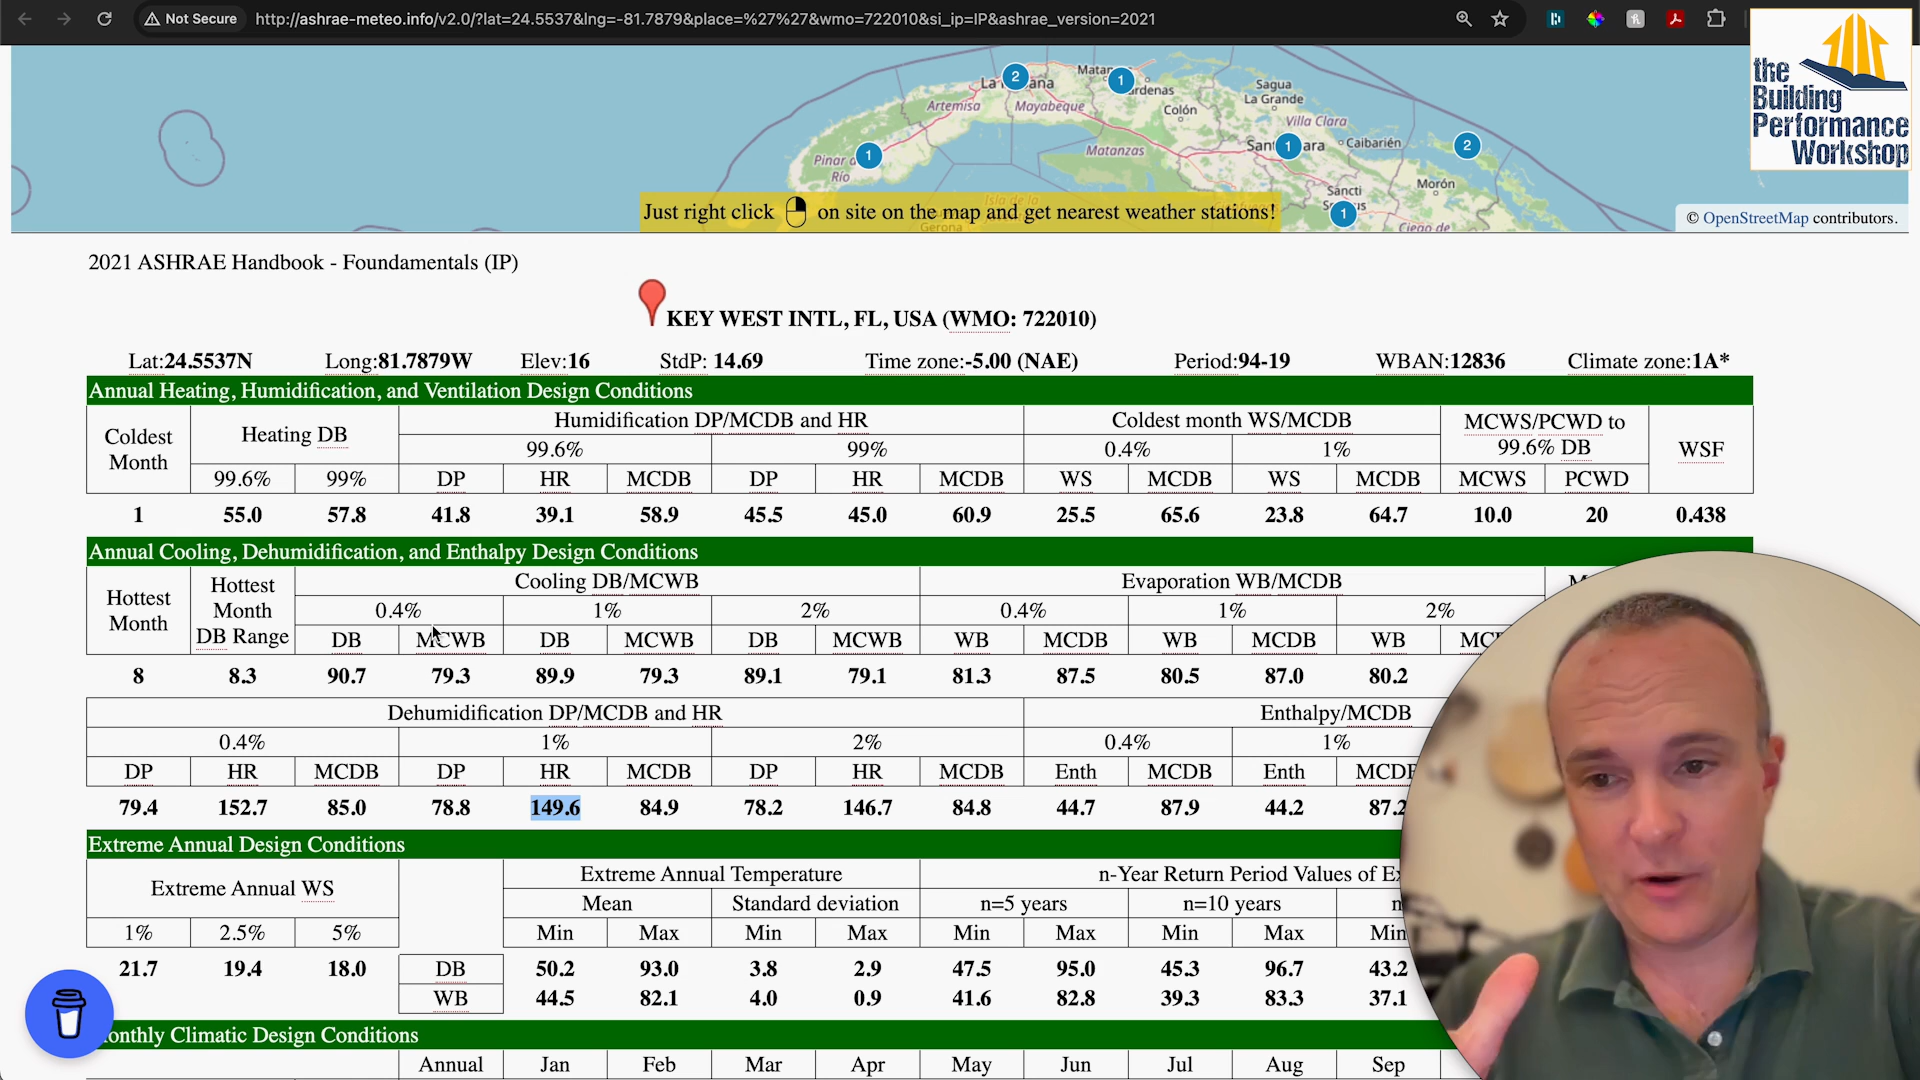 Not Secure http://ashrae-meteo.info/v2.0/?lat=24.5537&lng=-81.7879&place=%27%27&wmo=722010&si_ip=IP&ashrae_version=2021
the
Building
Performance
Workshop
2 1
Artemisa Mayabeque Colón
Sagua
La Grande
Villa Clara
1 Pinar Río Matanzas 1 Caibarién 2
Sancti Morón
1
Just right click on site on the map and get nearest weather stations!
© OpenStreetMap contributors.
2021 ASHRAE Handbook - Foundamentals (IP)
KEY WEST INTL, FL, USA (WMO: 722010)
Lat:24.5537N Long:81.7879W Elev:16 StdP: 14.69 Time zone:-5.00 (NAE) Period:94-19 WBAN:12836 Climate zone:1A*
Annual Heating, Humidification, and Ventilation Design Conditions
Coldest Month Heating DB Humidification DP/MCDB and HR Coldest month WS/MCDB MCWS/PCWD to 99.6% DB WSF
99.6% 99% 0.4% 1%
99.6% 99% DP HR MCDB DP HR MCDB WS MCDB WS MCDB MCWS PCWD
1 55.0 57.8 41.8 39.1 58.9 45.5 45.0 60.9 25.5 65.6 23.8 64.7 10.0 20 0.438
Annual Cooling, Dehumidification, and Enthalpy Design Conditions
Hottest Month Hottest Month DB Range Cooling DB/MCWB Evaporation WB/MCDB
0.4% 1% 2% 0.4% 1% 2%
DB MCWB DB MCWB DB MCWB WB MCDB WB MCDB WB
8 8.3 90.7 79.3 89.9 79.3 89.1 79.1 81.3 87.5 80.5 87.0 80.2
Dehumidification DP/MCDB and HR Enthalpy/MCDB
0.4% 1% 2% 0.4% 1%
DP HR MCDB DP HR MCDB DP HR MCDB Enth MCDB Enth
79.4 152.7 85.0 78.8 149.6 84.9 78.2 146.7 84.8 44.7 87.9 44.2 87.2
Extreme Annual Design Conditions
Extreme Annual WS Extreme Annual Temperature n-Year Return Period Values of
Mean Standard deviation n=5 years n=10 years
1% 2.5% 5% Min Max Min Max Min Max Min Max Min
21.7 19.4 18.0 DB 50.2 93.0 3.8 2.9 47.5 95.0 45.3 96.7 43.2
WB 44.5 82.1 4.0 0.9 41.6 82.8 39.3 83.3 37.1
Climatic Design Conditions
Annual Jan Feb Mar Apr May Jun Jul Aug Sep